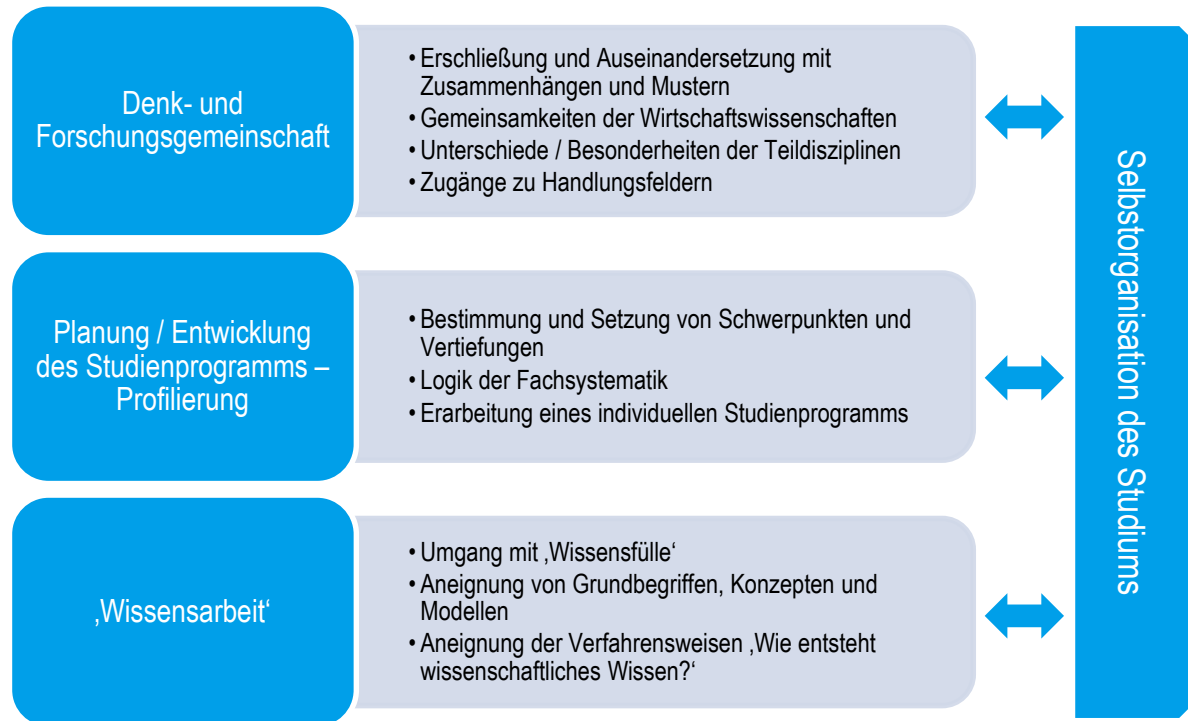 Denk- und
Forschungsgemeinschaft
• Erschließung und Auseinandersetzung mit
Zusammenhängen und Mustern
• Gemeinsamkeiten der Wirtschaftswissenschaften
• Unterschiede / Besonderheiten der Teildisziplinen
• Zugänge zu Handlungsfeldern
Planung / Entwicklung
des Studienprogramms –
Profilierung
• Bestimmung und Setzung von Schwerpunkten und
Vertiefungen
• Logik der Fachsystematik
• Erarbeitung eines individuellen Studienprogramms
‚Wissensarbeit‘
• Umgang mit ‚Wissensfülle‘
• Aneignung von Grundbegriffen, Konzepten und
Modellen
• Aneignung der Verfahrensweisen ‚Wie entsteht
wissenschaftliches Wissen?‘
Selbstorganisation des Studiums